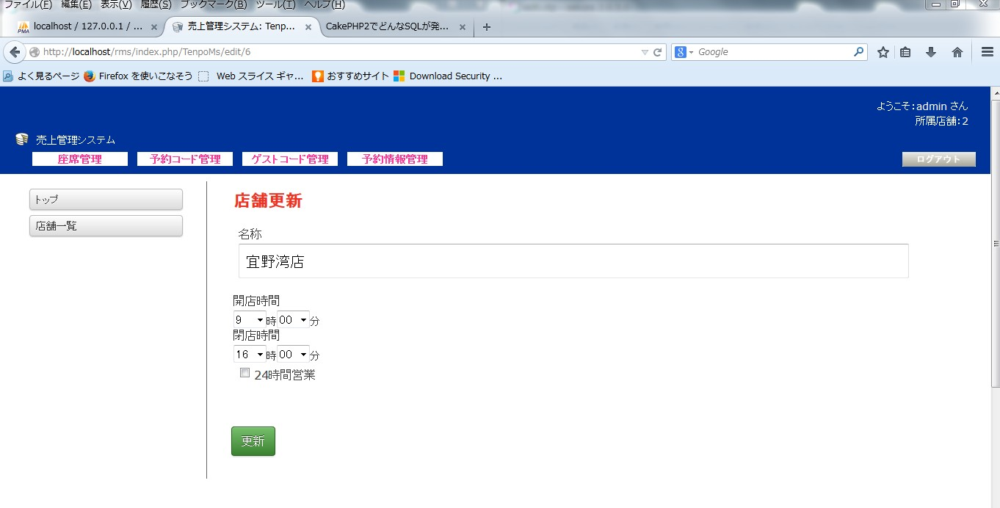 ファイル(F) 編集(E) 表示(V) 履歴(S) ブックマーク(B) ツール(T) ヘルプ(H)
PMA localhost / 127.0.0.1 / ... × 売上管理システム: Tenp... × CakePHP2でどんなSQLが発... × +
http://localhost/rms/index.php/TenpoMs/edit/6 8 Google
よく見るページ Firefox を使いこなそう Web スライス ギャ... おすすめサイト Download Security ...
ようこそ:admin さん
所属店舗:2
売上管理システム
座席管理 予約コード管理 ゲストコード管理 予約情報管理 ログアウト
トップ
店舗一覧
店舗更新
名称
宜野湾店
開店時間
9 時 00 分
閉店時間
16 時 00 分
24時間営業
更新